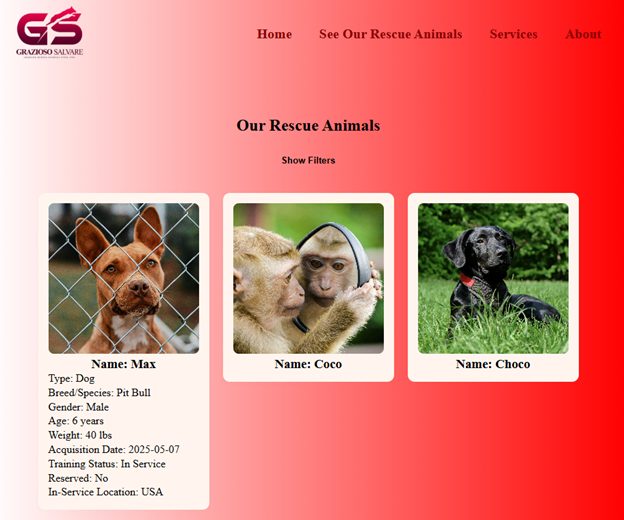 GS
GRAZIOSO SALVARE
Home See Our Rescue Animals Services About
Our Rescue Animals
Show Filters
Name: Max
Type: Dog
Breed/Species: Pit Bull
Gender: Male
Age: 6 years
Weight: 40 lbs
Acquisition Date: 2025-05-07
Training Status: In Service
Reserved: No
In-Service Location: USA
Name: Coco
Name: Choco